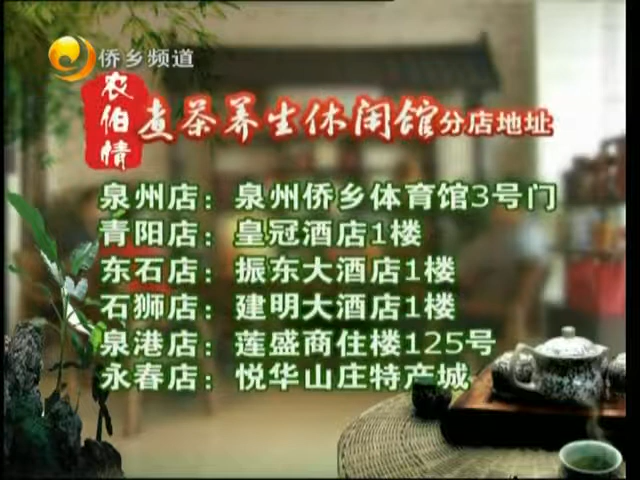 侨乡频道
农伯情
煮茶养生休闲馆分店地址
泉州店：泉州侨乡体育馆3号门
青阳店：皇冠酒店1楼
东石店：振东大酒店1楼
石狮店：建明大酒店1楼
泉港店：莲盛商住楼125号
永春店：悦华山庄特产城